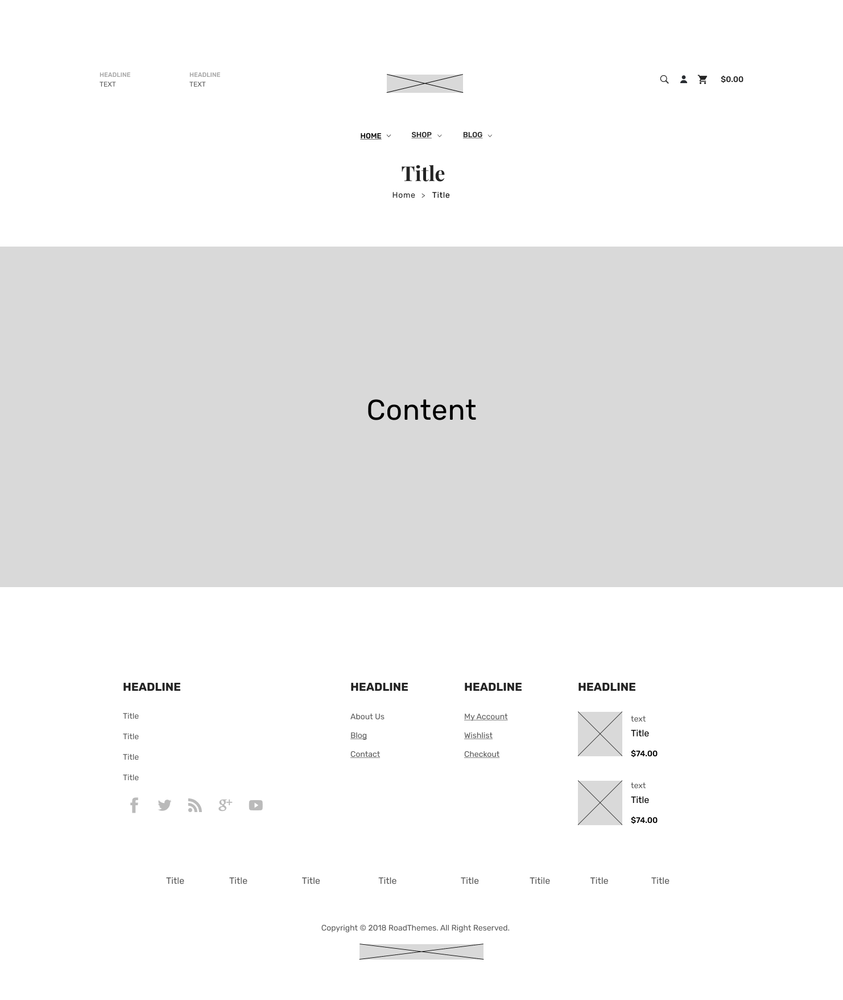 HEADLINE
TEXT
HEADLINE
TEXT
$0.00
HOME
SHOP
BLOG
Title
Home > Title
Content
HEADLINE
Title
Title
Title
Title
HEADLINE
About Us
Blog
Contact
HEADLINE
My Account
Wishlist
Checkout
HEADLINE
text
Title
$74.00
text
Title
$74.00
Title Title Title Title Title Titile Title Title
Copyright © 2018 RoadThemes. All Right Reserved.